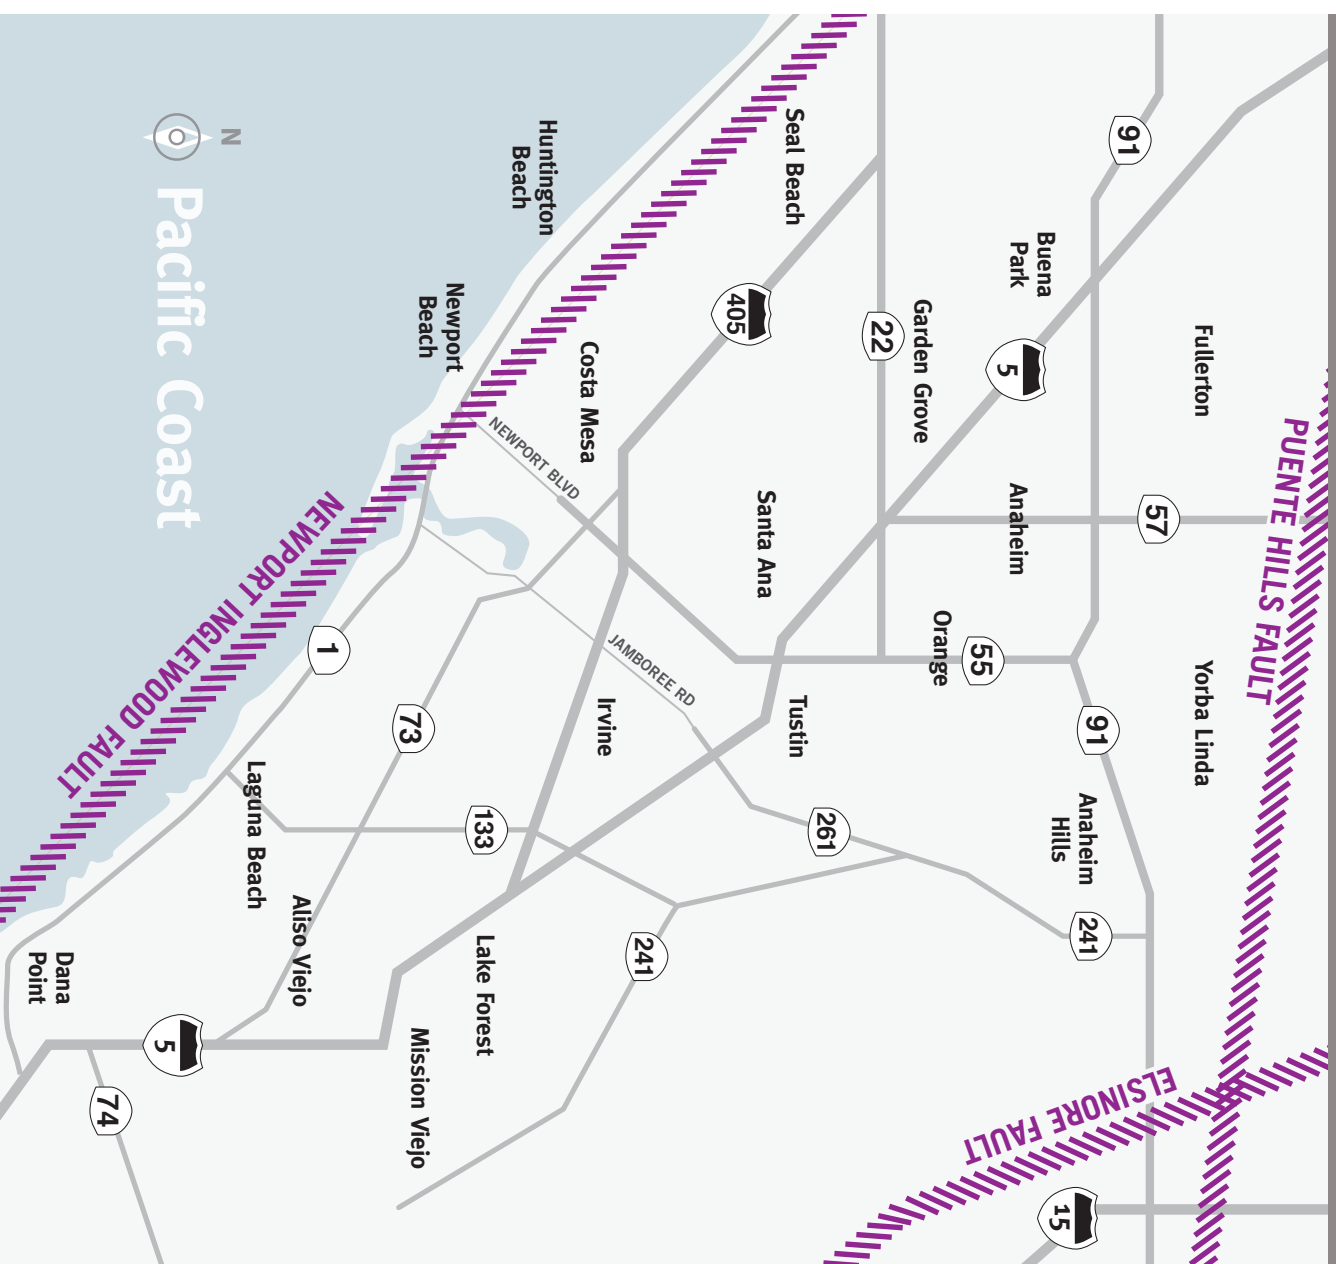 N
Pacific Coast
PUENTE HILLS FAULT
Fullerton
57
Yorba Linda
91
Buena
Park
5
Anaheim
91
Anaheim
Hills
241
ELSINORE FAULT
15
Garden Grove
22
Orange
55
Seal Beach
405
Santa Ana
Tustin
261
Huntington
Beach
Costa Mesa
NEWPORT BLVD
JAMBOREE RD
Irvine
241
Newport
Beach
73
133
Lake Forest
Mission Viejo
NEWPORT INGLEWOOD FAULT
1
Laguna Beach
Aliso Viejo
Dana
Point
5
74